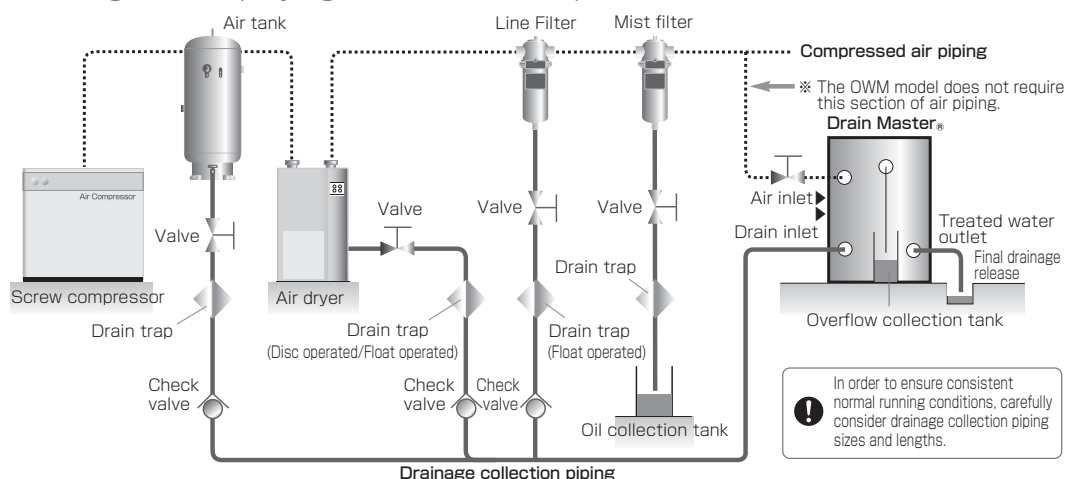 Air tank
Line Filter
Mist filter
Compressed air piping
※ The OWM model does not require
this section of air piping.
Drain Master®
Air Compressor
Valve
Valve
Valve
Valve
Air inlet
Drain inlet
Treated water
outlet
Final drainage
release
Screw compressor
Air dryer
Drain trap
Drain trap
Drain trap
(Disc operated/Float operated)
Drain trap
(Float operated)
Overflow collection tank
Check
valve
Check
valve
Check
valve
Oil collection tank
In order to ensure consistent
normal running conditions, carefully
consider drainage collection piping
sizes and lengths.
Drainage collection piping